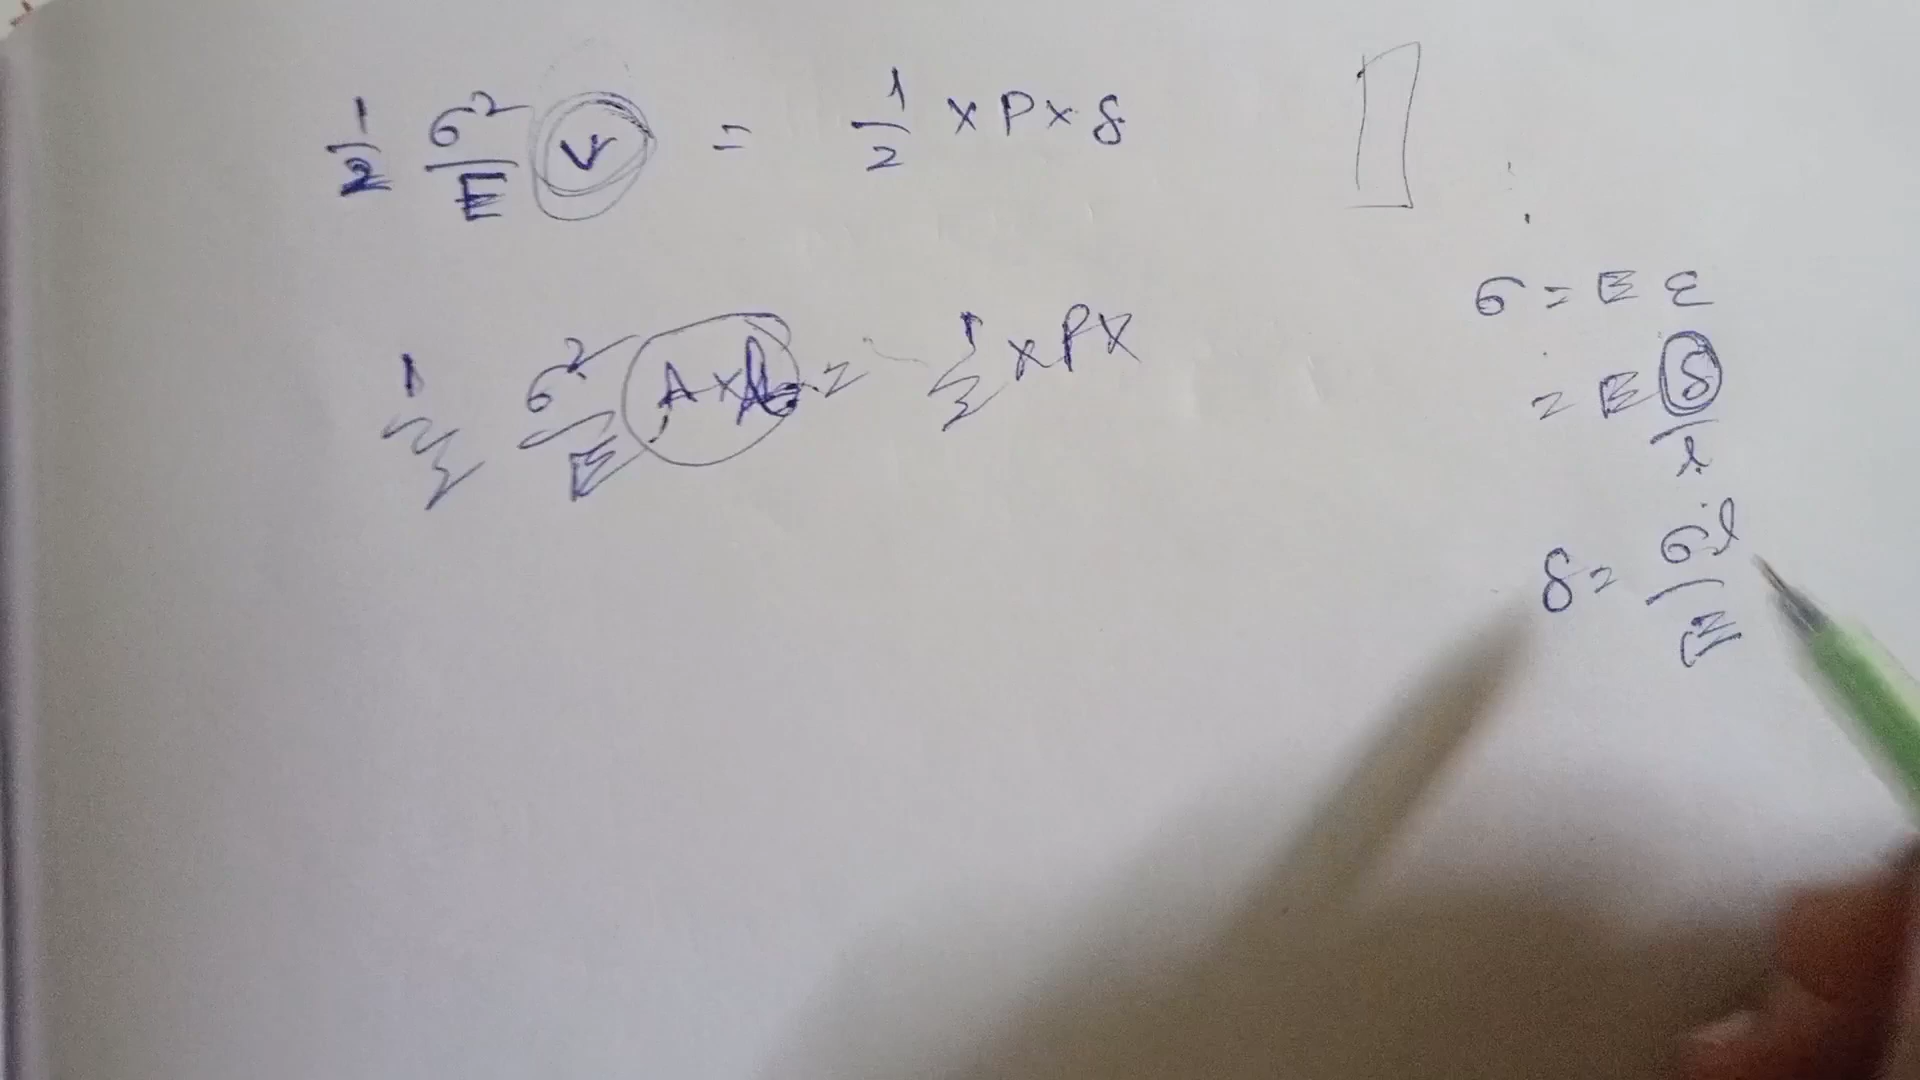 1/2 σ²/E V = 1/2 × P × δ
1/2 σ²/E A × l = 1/2 × P ×
σ = E ε
= E δ/l
δ = σl/E